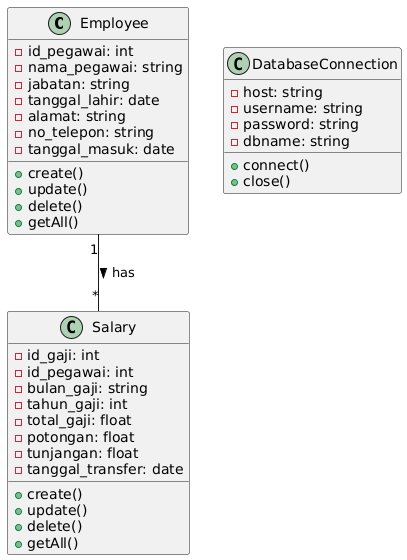 C Employee
id_pegawai: int
nama_pegawai: string
jabatan: string
tanggal_lahir: date
alamat: string
no_telepon: string
tanggal_masuk: date
create()
update()
delete()
getAll()
C DatabaseConnection
host: string
username: string
password: string
dbname: string
connect()
close()
1
has
*
C Salary
id_gaji: int
id_pegawai: int
bulan_gaji: string
tahun_gaji: int
total_gaji: float
potongan: float
tunjangan: float
tanggal_transfer: date
create()
update()
delete()
getAll()